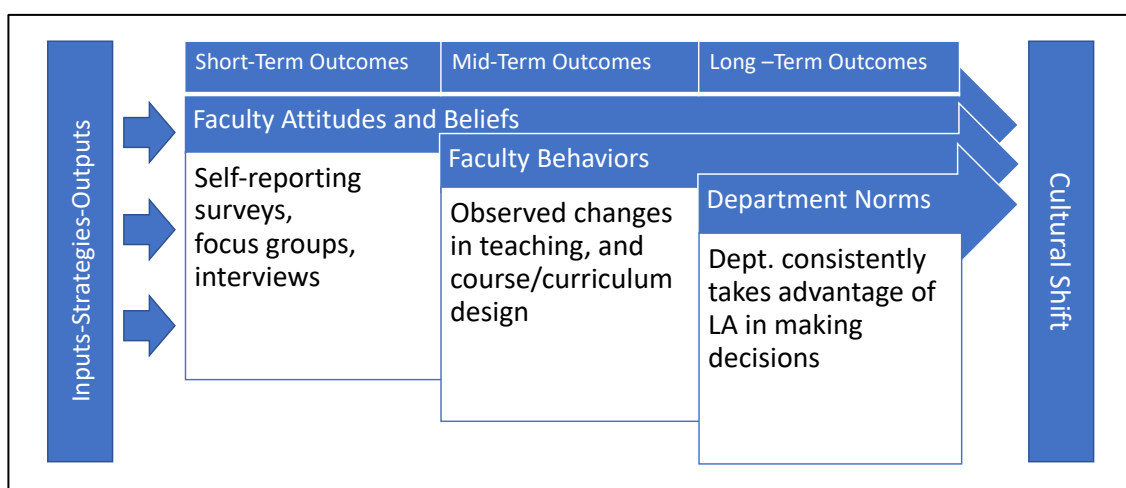 Inputs-Strategies-Outputs
Short-Term Outcomes
Mid-Term Outcomes
Long –Term Outcomes
Faculty Attitudes and Beliefs
Self-reporting
surveys,
focus groups,
interviews
Faculty Behaviors
Observed changes
in teaching, and
course/curriculum
design
Department Norms
Dept. consistently
takes advantage of
LA in making
decisions
Cultural Shift